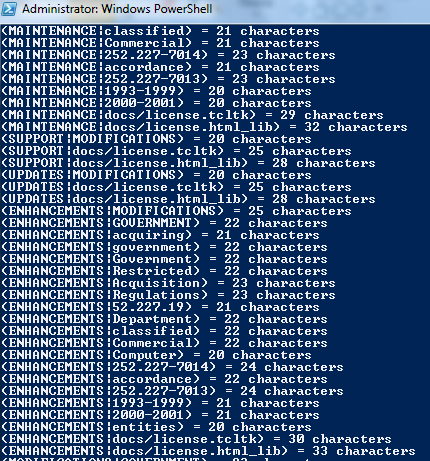 Administrator: Windows PowerShell
(MAINTENANCE¦classified) = 21 characters
(MAINTENANCE¦Commercial) = 21 characters
(MAINTENANCE¦252.227-7014) = 23 characters
(MAINTENANCE¦accordance) = 21 characters
(MAINTENANCE¦252.227-7013) = 23 characters
(MAINTENANCE¦1993-1999) = 20 characters
(MAINTENANCE¦2000-2001) = 20 characters
(MAINTENANCE¦docs/license.tcltk) = 29 characters
(MAINTENANCE¦docs/license.html_lib) = 32 characters
(SUPPORT¦MODIFICATIONS) = 20 characters
(SUPPORT¦docs/license.tcltk) = 25 characters
(SUPPORT¦docs/license.html_lib) = 28 characters
(UPDATES¦MODIFICATIONS) = 20 characters
(UPDATES¦docs/license.tcltk) = 25 characters
(UPDATES¦docs/license.html_lib) = 28 characters
(ENHANCEMENTS¦MODIFICATIONS) = 25 characters
(ENHANCEMENTS¦GOVERNMENT) = 22 characters
(ENHANCEMENTS¦acquiring) = 21 characters
(ENHANCEMENTS¦government) = 22 characters
(ENHANCEMENTS¦Government) = 22 characters
(ENHANCEMENTS¦Restricted) = 22 characters
(ENHANCEMENTS¦Acquisition) = 23 characters
(ENHANCEMENTS¦Regulations) = 23 characters
(ENHANCEMENTS¦52.227.19) = 21 characters
(ENHANCEMENTS¦Department) = 22 characters
(ENHANCEMENTS¦classified) = 22 characters
(ENHANCEMENTS¦Commercial) = 22 characters
(ENHANCEMENTS¦Computer) = 20 characters
(ENHANCEMENTS¦252.227-7014) = 24 characters
(ENHANCEMENTS¦accordance) = 22 characters
(ENHANCEMENTS¦252.227-7013) = 24 characters
(ENHANCEMENTS¦1993-1999) = 21 characters
(ENHANCEMENTS¦2000-2001) = 21 characters
(ENHANCEMENTS¦entities) = 20 characters
(ENHANCEMENTS¦docs/license.tcltk) = 30 characters
(ENHANCEMENTS¦docs/license.html_lib) = 33 characters